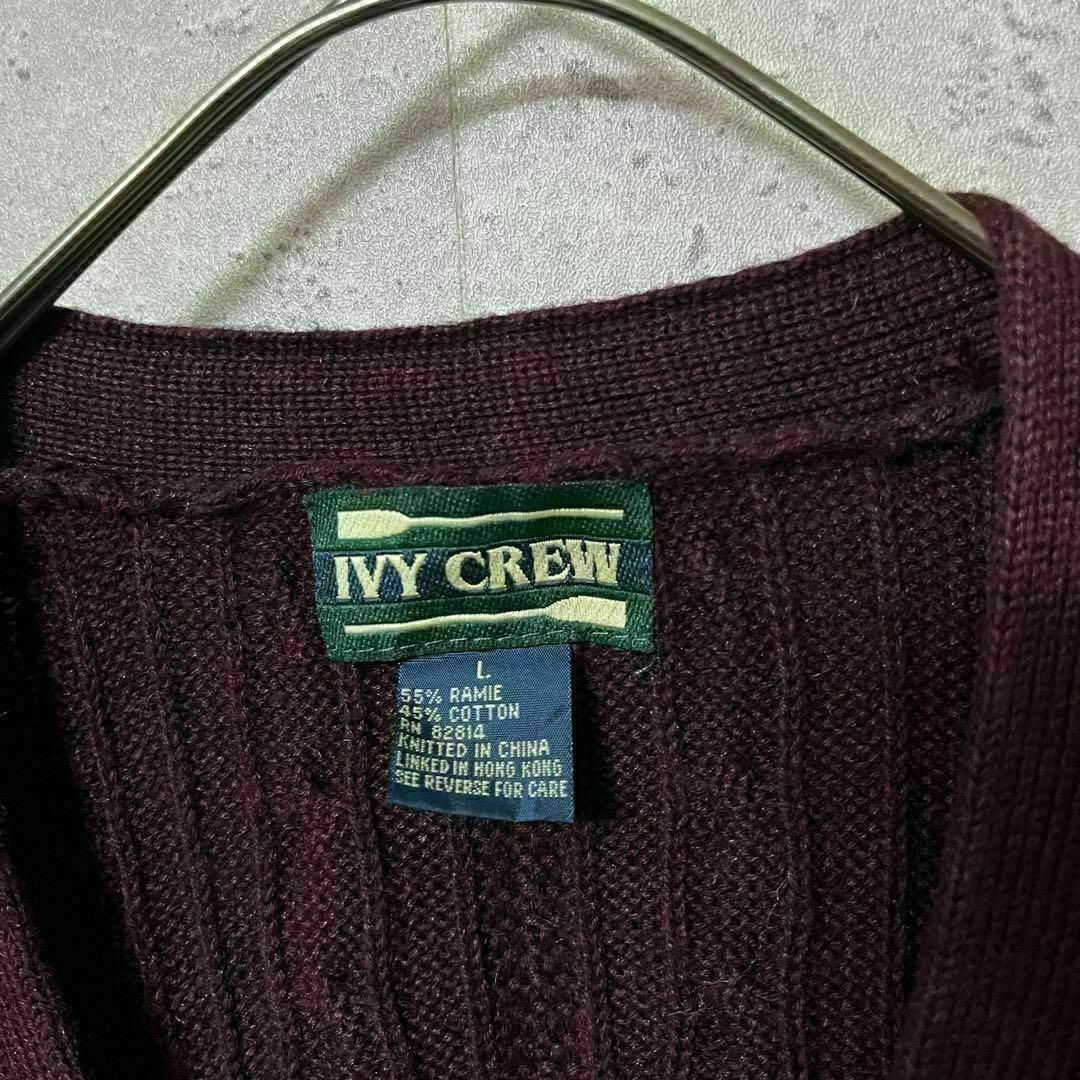 IVY CREW
L
55% RAMIE
45% COTTON
RN 82814
KNITTED IN CHINA
LINKED IN HONG KONG
SEE REVERSE FOR CARE